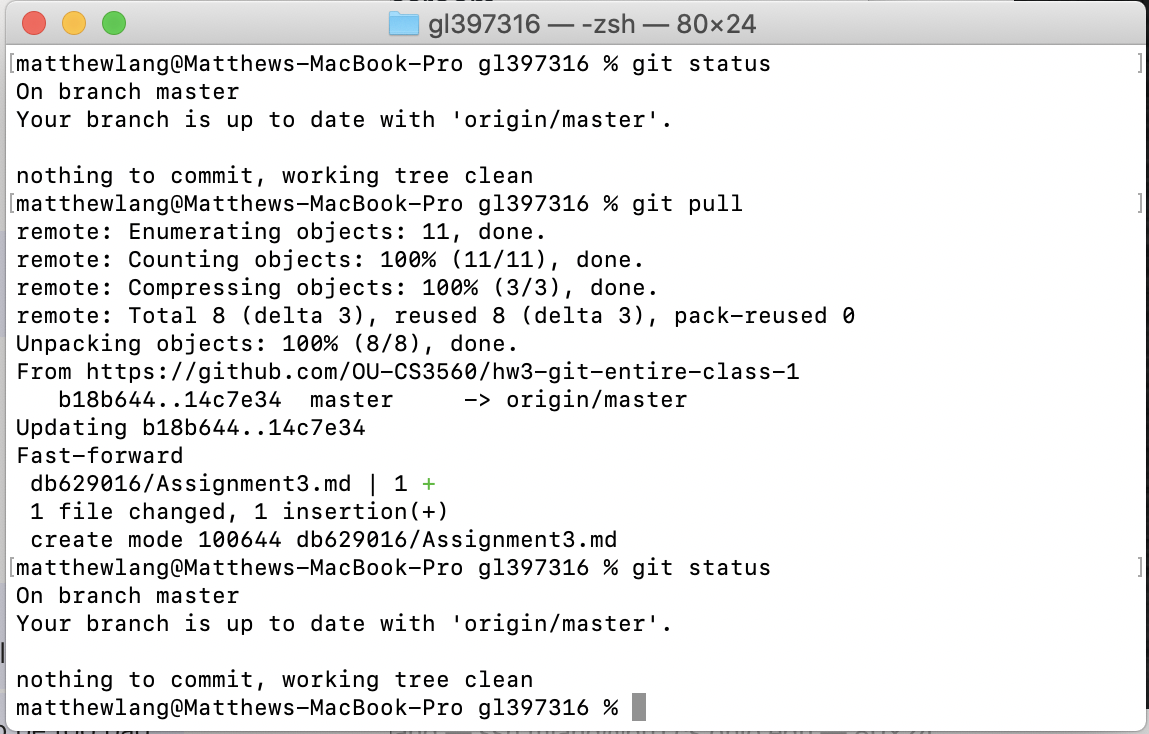 gl397316 — -zsh — 80×24
[matthewlang@Matthews-MacBook-Pro gl397316 % git status ]
On branch master
Your branch is up to date with 'origin/master'.
nothing to commit, working tree clean
[matthewlang@Matthews-MacBook-Pro gl397316 % git pull ]
remote: Enumerating objects: 11, done.
remote: Counting objects: 100% (11/11), done.
remote: Compressing objects: 100% (3/3), done.
remote: Total 8 (delta 3), reused 8 (delta 3), pack-reused 0
Unpacking objects: 100% (8/8), done.
From https://github.com/OU-CS3560/hw3-git-entire-class-1
b18b644..14c7e34 master -> origin/master
Updating b18b644..14c7e34
Fast-forward
db629016/Assignment3.md | 1 +
1 file changed, 1 insertion(+)
create mode 100644 db629016/Assignment3.md
[matthewlang@Matthews-MacBook-Pro gl397316 % git status ]
On branch master
Your branch is up to date with 'origin/master'.
nothing to commit, working tree clean
matthewlang@Matthews-MacBook-Pro gl397316 %